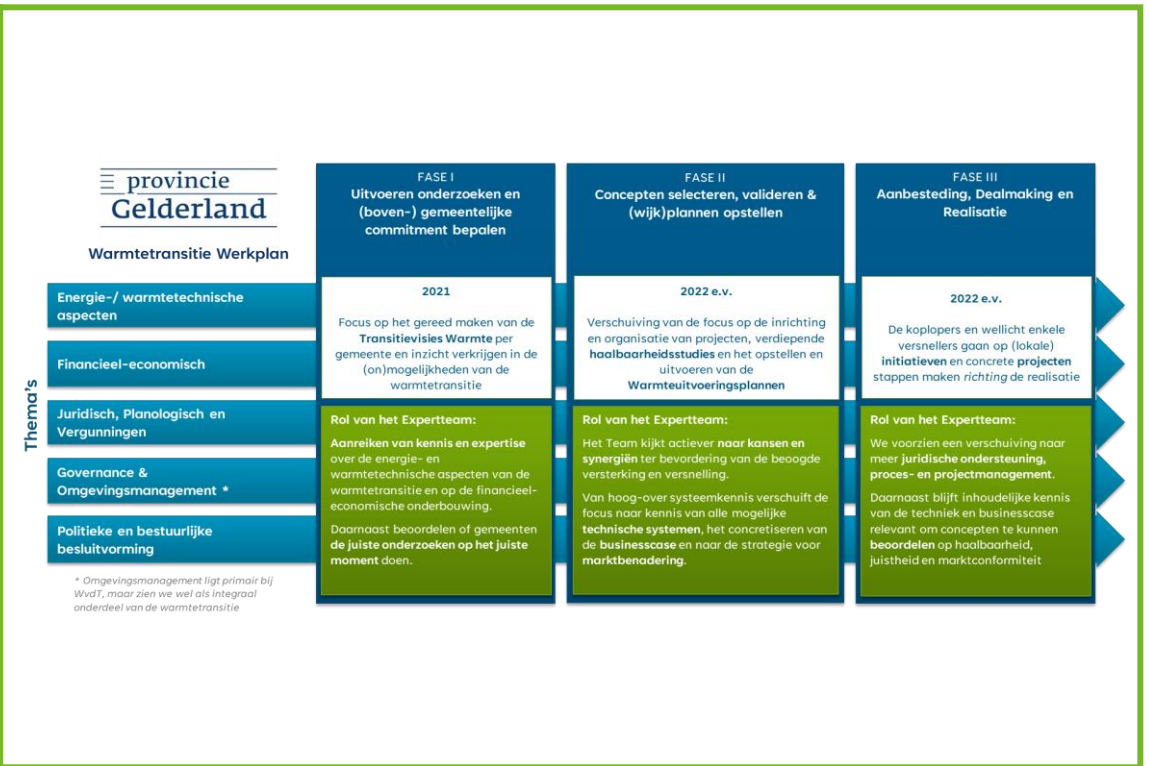 provincie
Gelderland
Warmtetransitie Werkplan
Thema's
Energie-/ warmtetechnische
aspecten
Financieel-economisch
Juridisch, Planologisch en
Vergunningen
Governance &
Omgevingsmanagement *
Politieke en bestuurlijke
besluitvorming
* Omgevingsmanagement ligt primair bij
WvdT, maar zien we wel als integraal
onderdeel van de warmtetransitie
FASE I
Uitvoeren onderzoeken en
(boven-) gemeentelijke
commitment bepalen
2021
Focus op het gereed maken van de
Transitievisies Warmte per
gemeente en inzicht verkrijgen in de
(on)mogelijkheden van de
warmtetransitie
Rol van het Expertteam:
Aanreiken van kennis en expertise
over de energie- en
warmtetechnische aspecten van de
warmtetransitie en op de financieel-
economische onderbouwing.
Daarnaast beoordelen of gemeenten
de juiste onderzoeken op het juiste
moment doen.
FASE II
Concepten selecteren, valideren &
(wijk)plannen opstellen
2022 e.v.
Verschuiving van de focus op de inrichting
en organisatie van projecten, verdiepende
haalbaarheidsstudies en het opstellen en
uitvoeren van de
Warmteuitvoeringsplannen
Rol van het Expertteam:
Het Team kijkt actiever naar kansen en
synergiën ter bevordering van de beoogde
versterking en versnelling.
Van hoog-over systeemkennis verschuift de
focus naar kennis van alle mogelijke
technische systemen, het concretiseren van
de businesscase en naar de strategie voor
marktbenadering.
FASE III
Aanbesteding, Dealmaking en
Realisatie
2022 e.v.
De koplopers en wellicht enkele
versnellers gaan op (lokale)
initiatieven en concrete projecten
stappen maken richting de realisatie
Rol van het Expertteam:
We voorzien een verschuiving naar
meer juridische ondersteuning,
proces- en projectmanagement.
Daarnaast blijft inhoudelijke kennis
van de techniek en businesscase
relevant om concepten te kunnen
beoordelen op haalbaarheid,
juistheid en marktconformiteit